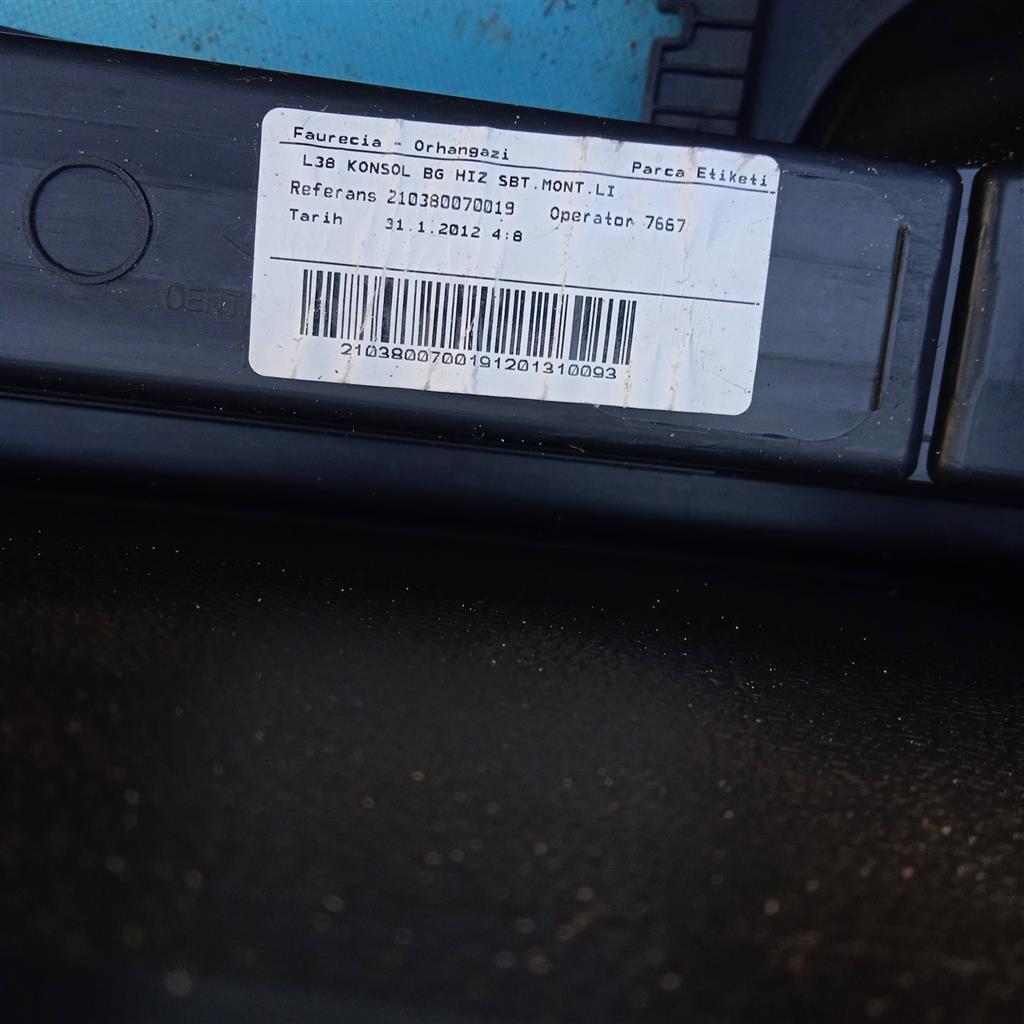 Faurecia - Orhangazi
Parca Etiketi
L38 KONSOL BG HIZ SBT.MONT.LI
Referans 210380070019 Operator 7667
Tarih 31.1.2012 4:8
2103800700191201310093